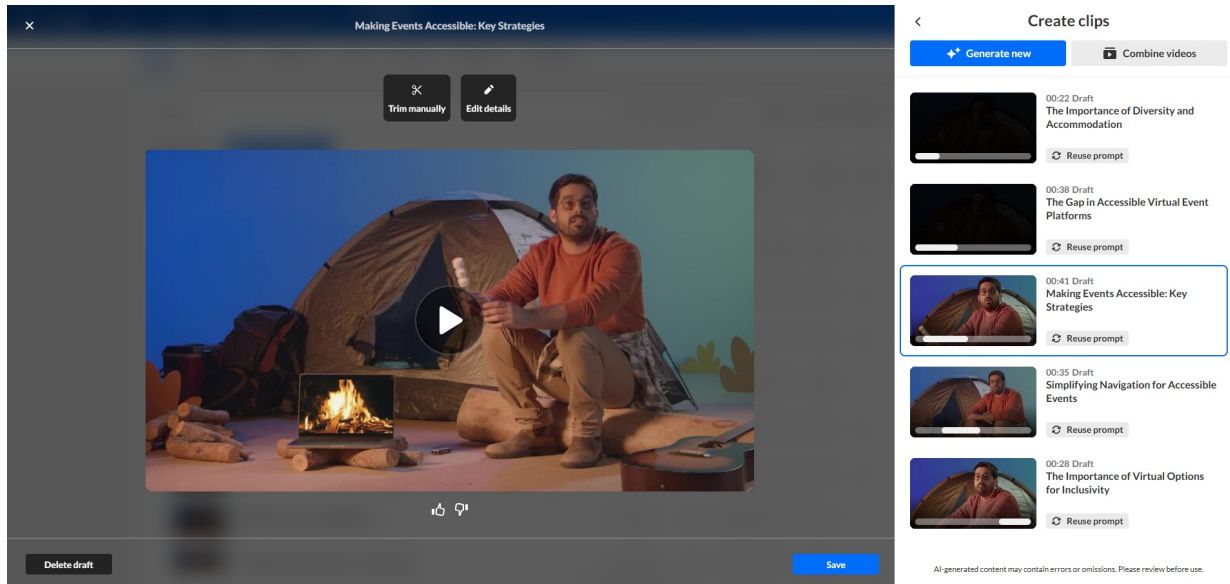 Making Events Accessible: Key Strategies
Trim manually
Edit details
Delete draft
Save
Create clips
Generate new
Combine videos
00:22 Draft
The Importance of Diversity and
Accommodation
Reuse prompt
00:38 Draft
The Gap in Accessible Virtual Event
Platforms
Reuse prompt
00:41 Draft
Making Events Accessible: Key
Strategies
Reuse prompt
00:35 Draft
Simplifying Navigation for Accessible
Events
Reuse prompt
00:28 Draft
The Importance of Virtual Options
for Inclusivity
Reuse prompt
AI-generated content may contain errors or omissions. Please review before use.